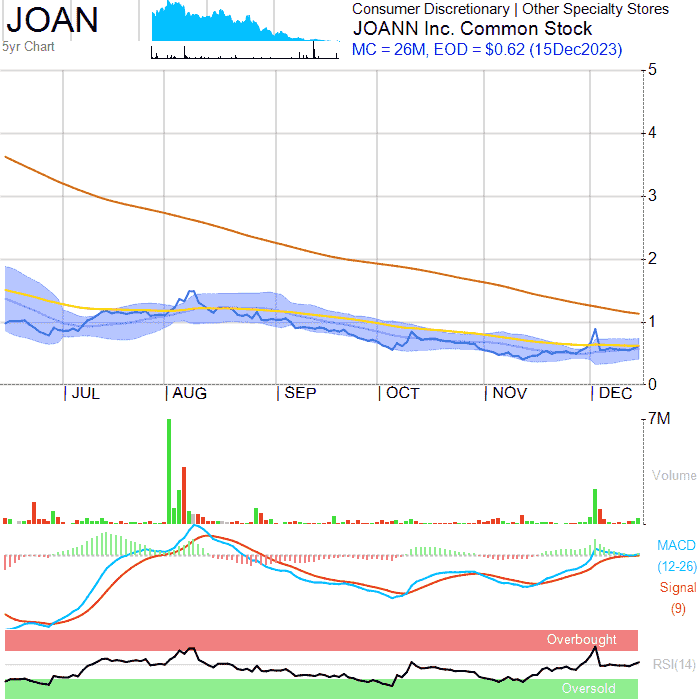 JOAN
5yr Chart
Consumer Discretionary | Other Specialty Stores
JOANN Inc. Common Stock
MC = 26M, EOD = $0.62 (15Dec2023)
5
4
3
2
1
0
JUL
AUG
SEP
OCT
NOV
DEC
7M
Volume
MACD
(12-26)
Signal
(9)
Overbought
RSI(14)
Oversold